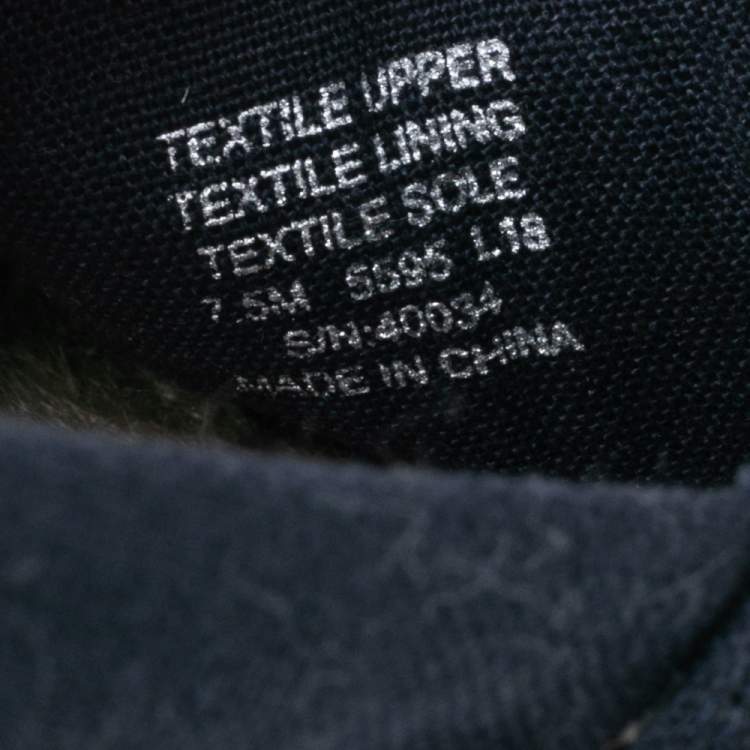 TEXTILE UPPER
TEXTILE LINING
TEXTILE SOLE
7.5M 5595 L18
S/N:40034
MADE IN CHINA